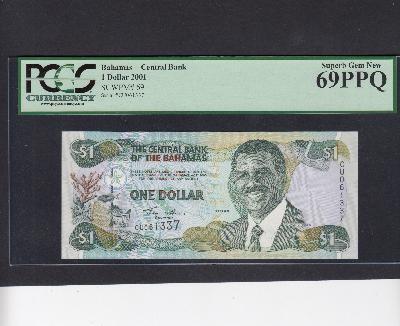 PCGS
CURRENCY
Bahamas - Central Bank
1 Dollar 2001
Superb Gem New
69PPQ
$1
THE CENTRAL BANK
OF THE BAHAMAS
$1
ONE DOLLAR
CU061337
CU061337
$1
$1